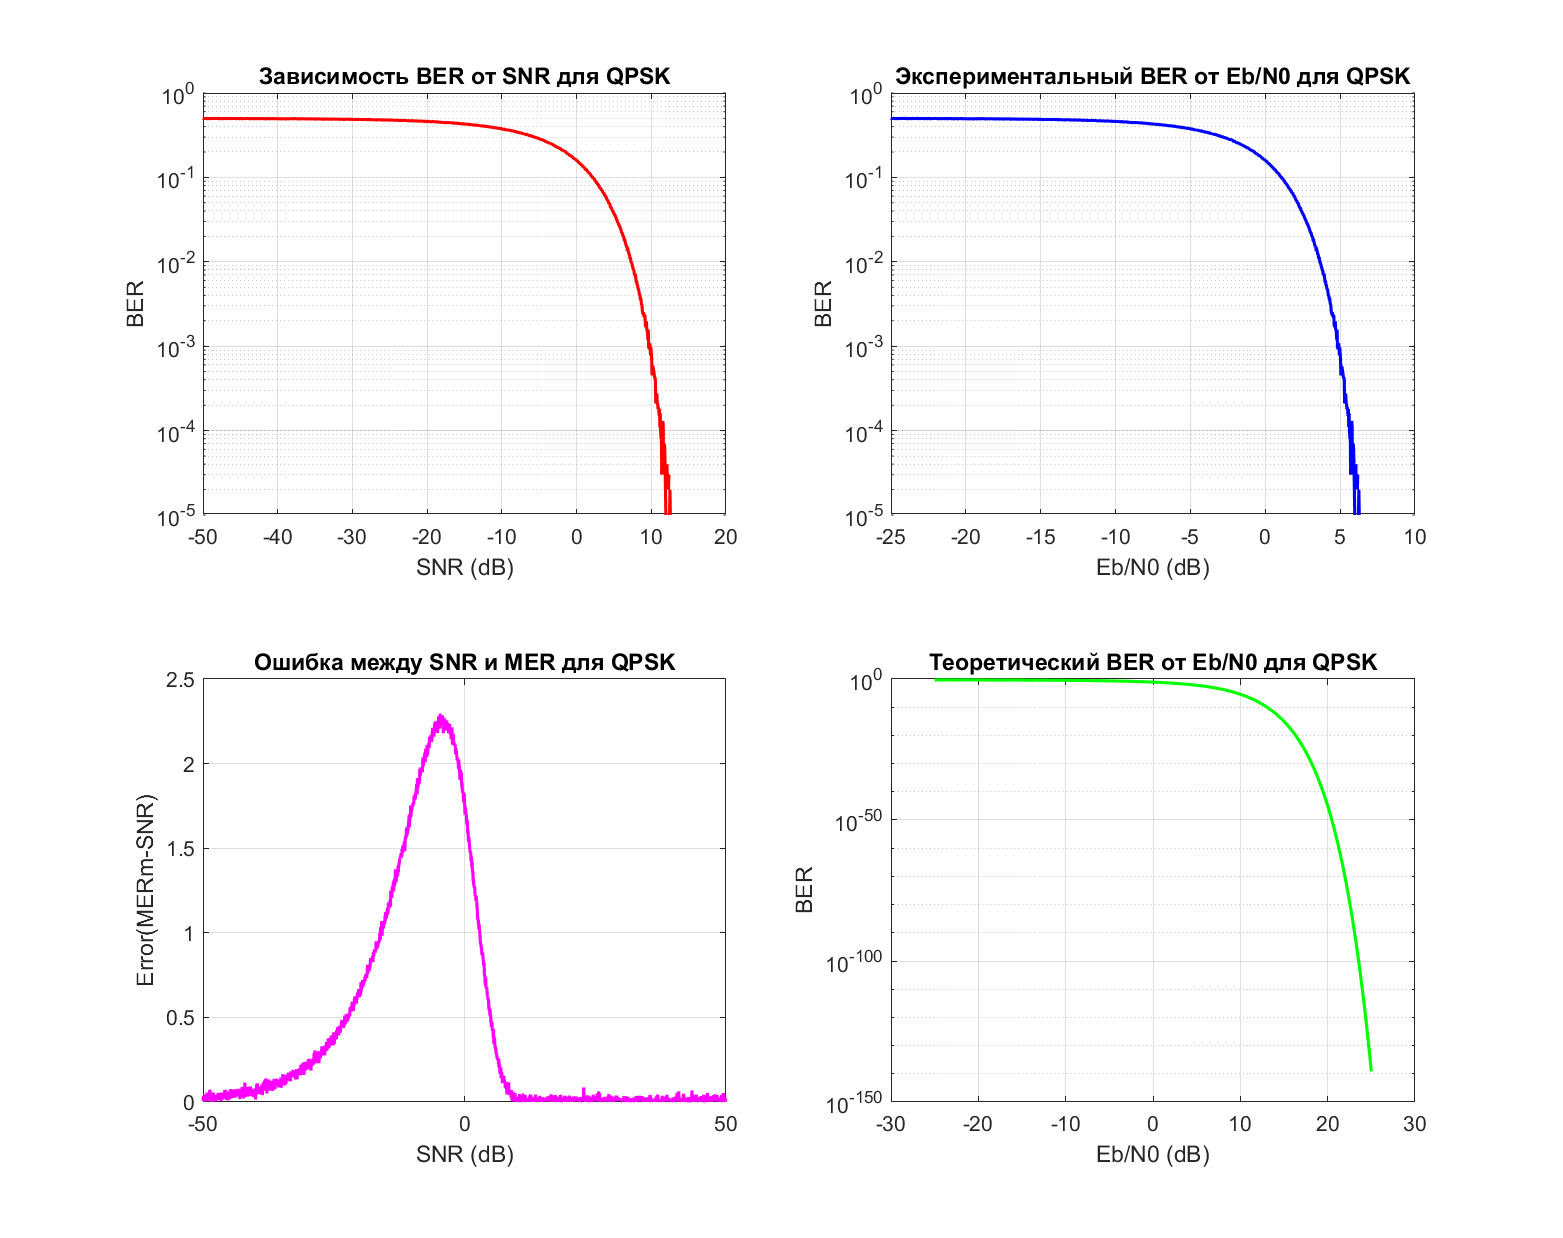 Зависимость BER от SNR для QPSK
10^0
10^-1
10^-2
10^-3
10^-4
10^-5
BER
-50 -40 -30 -20 -10 0 10 20
SNR (dB)
Экспериментальный BER от Eb/N0 для QPSK
10^0
10^-1
10^-2
10^-3
10^-4
10^-5
BER
-25 -20 -15 -10 -5 0 5 10
Eb/N0 (dB)
Ошибка между SNR и MER для QPSK
2.5
2
1.5
1
0.5
0
Error(MERm-SNR)
-50 0 50
SNR (dB)
Теоретический BER от Eb/N0 для QPSK
10^0
10^-50
10^-100
10^-150
BER
-30 -20 -10 0 10 20 30
Eb/N0 (dB)